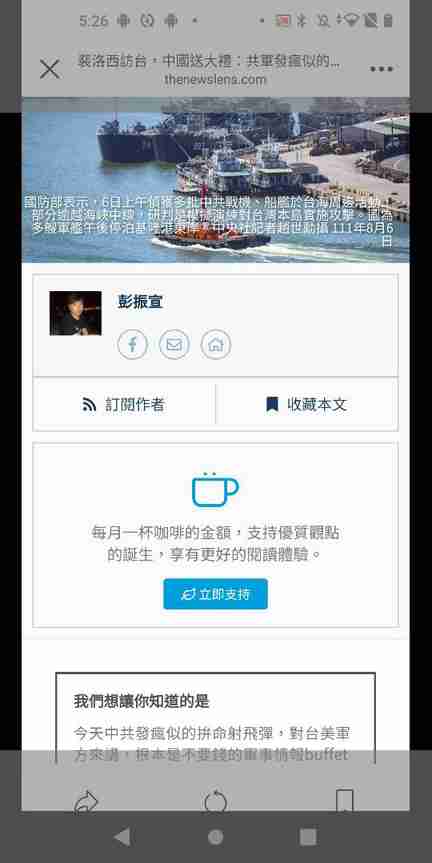 5:26
裴洛西訪台，中國送大禮：共軍發瘋似的...
thenewslens.com
國防部表示，6日上午偵獲多批中共戰機、船艦於台海周邊活動，
部分逾越海峽中線，研判是模擬演練對台灣本島實施攻擊。圖為
多艘軍艦午後停泊基隆港東岸。中央社記者趙世勳攝 111年8月6
日
彭振宣
訂閱作者
收藏本文
每月一杯咖啡的金額，支持優質觀點
的誕生，享有更好的閱讀體驗。
立即支持
我們想讓你知道的是
今天中共發瘋似的拚命射飛彈，對台美軍
方來講，根本是不要錢的軍事情報buffet